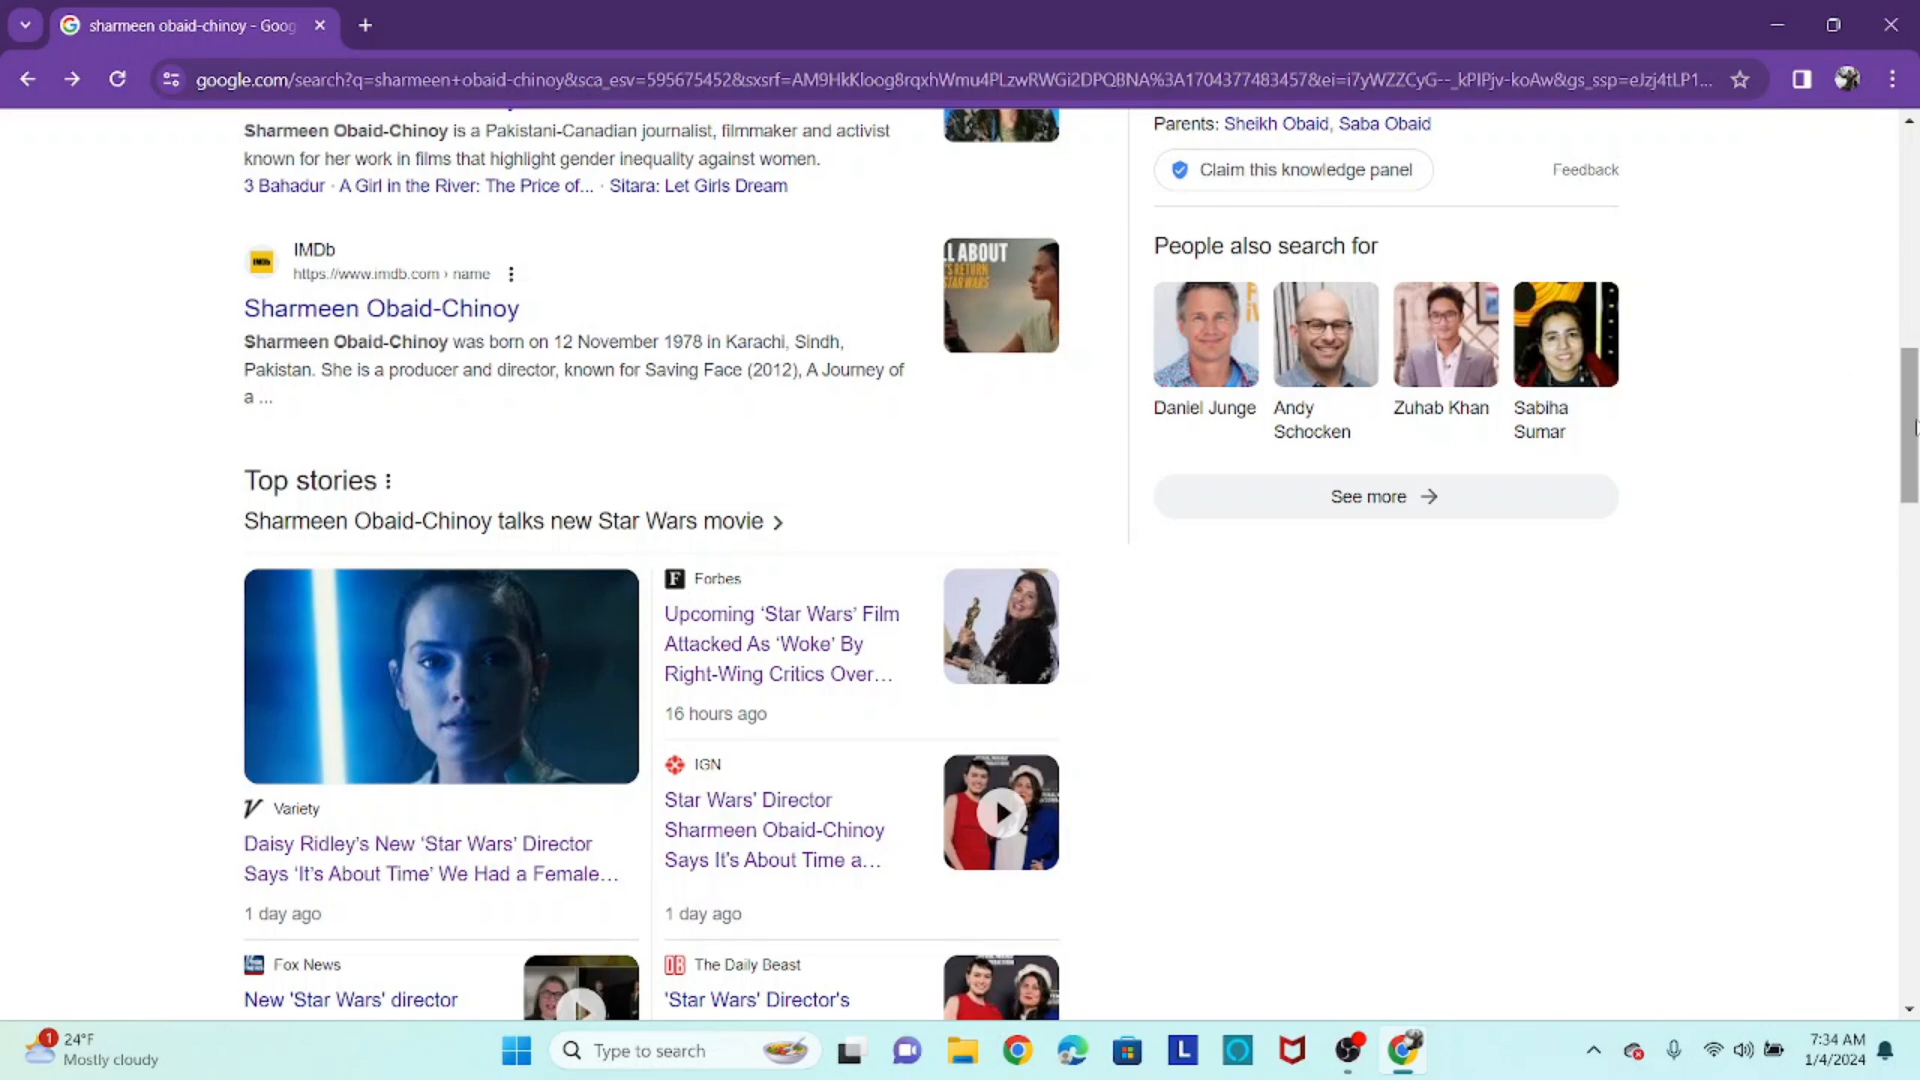 sharmeen obaid-chinoy - Goog
google.com/search?q=sharmeen+obaid-chinoy&sca_esv=595675452&sxsrf=AM9HkKloog8rqxhWmu4PLzwRWGi2DPQBNA%3A1704377483457&ei=i7yWZZCyG--_kPIPjv-koAw&gs_ssp=eJzj4tLP1...
Sharmeen Obaid-Chinoy is a Pakistani-Canadian journalist, filmmaker and activist
known for her work in films that highlight gender inequality against women.
3 Bahadur · A Girl in the River: The Price of... · Sitara: Let Girls Dream
IMDb
IMDb
https://www.imdb.com › name
Sharmeen Obaid-Chinoy
Sharmeen Obaid-Chinoy was born on 12 November 1978 in Karachi, Sindh,
Pakistan. She is a producer and director, known for Saving Face (2012), A Journey of
a ...
LL ABOUT
'S RETURN
STAR WARS
Top stories
Sharmeen Obaid-Chinoy talks new Star Wars movie >
Variety
Daisy Ridley's New 'Star Wars' Director
Says 'It's About Time' We Had a Female...
1 day ago
Forbes
Upcoming 'Star Wars' Film
Attacked As 'Woke' By
Right-Wing Critics Over...
16 hours ago
IGN
Star Wars' Director
Sharmeen Obaid-Chinoy
Says It's About Time a...
1 day ago
Fox News
New 'Star Wars' director
The Daily Beast
'Star Wars' Director's
Parents: Sheikh Obaid, Saba Obaid
Claim this knowledge panel
Feedback
People also search for
Daniel Junge
Andy
Schocken
Zuhab Khan
Sabiha
Sumar
See more →
1
24°F
Mostly cloudy
Type to search
L
7:34 AM
1/4/2024